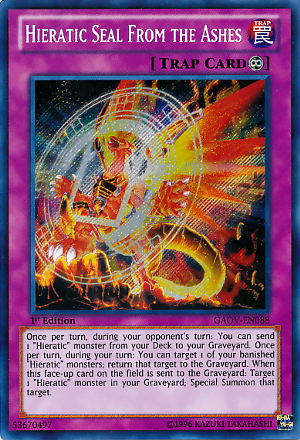 Hieratic Seal From the Ashes
TRAP
罠
[Trap Card∞]
GAOV-EN088
1st Edition
Once per turn, during your opponent's turn: You can send
1 "Hieratic" monster from your Deck to your Graveyard. Once
per turn, during your turn: You can target 1 of your banished
"Hieratic" monsters; return that target to the Graveyard. When
this face-up card on the field is sent to the Graveyard: Target
1 "Hieratic" monster in your Graveyard; Special Summon that
target.
53670497
©1996 KAZUKI TAKAHASHI